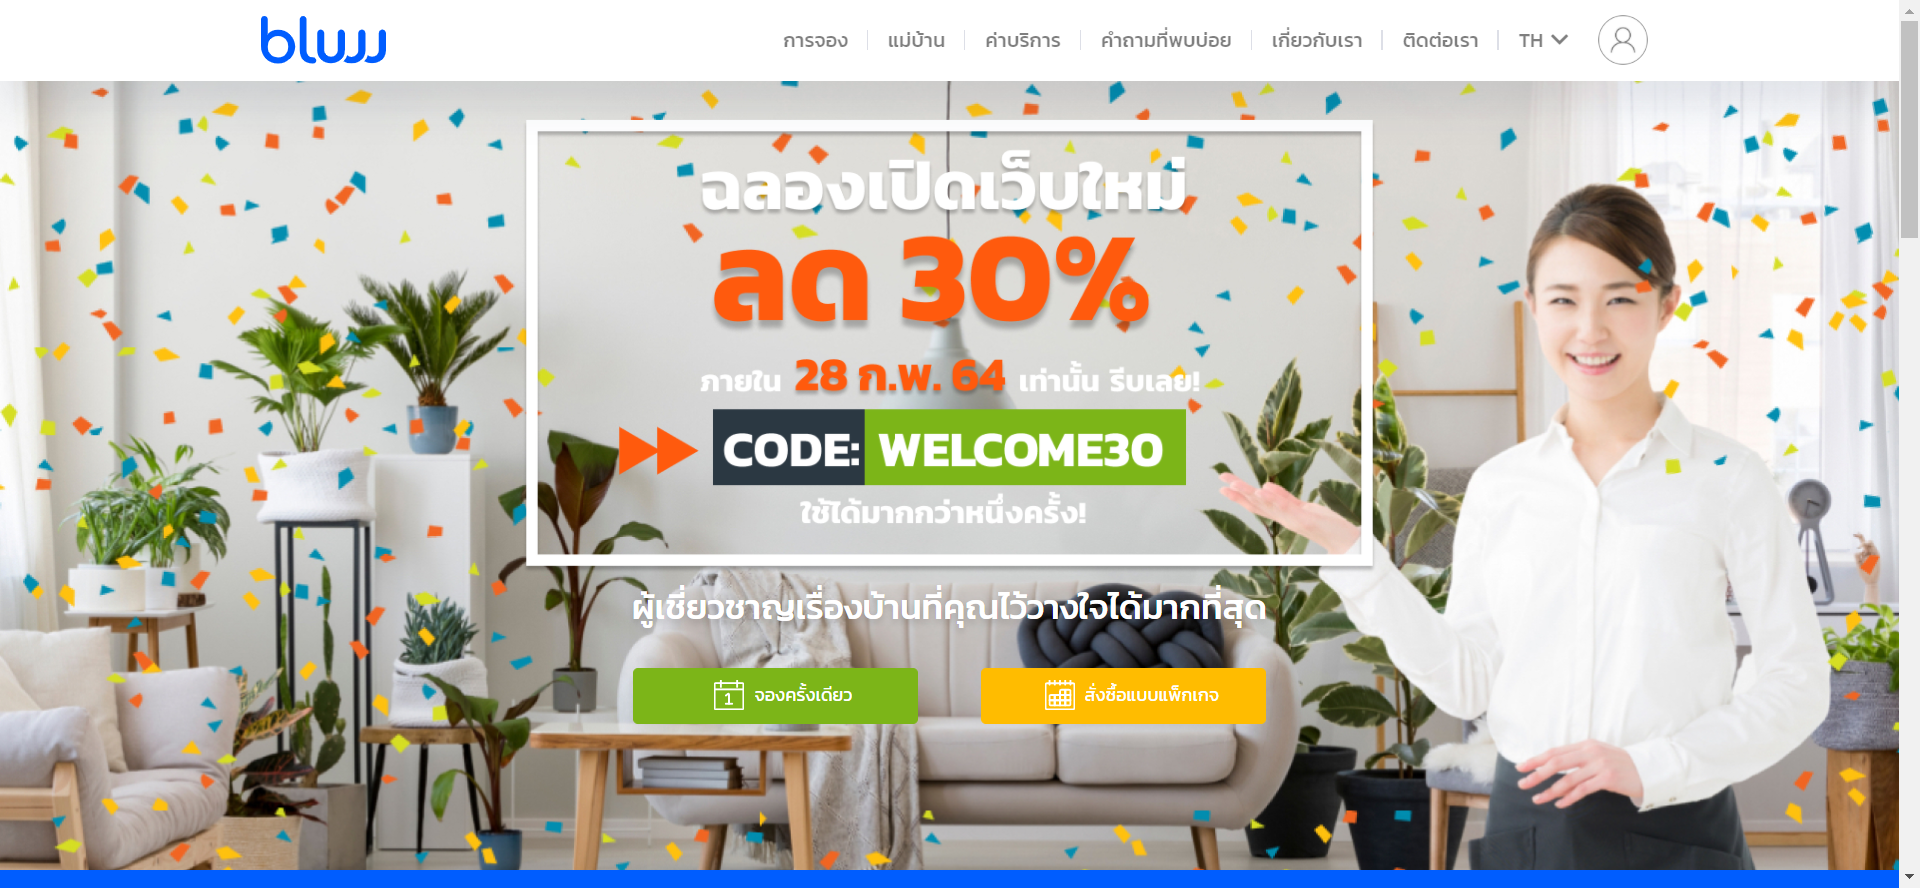 bluuu
การจอง
แม่บ้าน
ค่าบริการ
คำถามที่พบบ่อย
เกี่ยวกับเรา
ติดต่อเรา
TH
ฉลองเปิดเว็บใหม่
ลด 30%
ภายใน 28 ก.พ. 64 เท่านั้น รีบเลย!
CODE: WELCOME30
ใช้ได้มากกว่าหนึ่งครั้ง!
ผู้เชี่ยวชาญเรื่องบ้านที่คุณไว้วางใจได้มากที่สุด
1 จองครั้งเดียว
สั่งซื้อแบบแพ็กเกจ